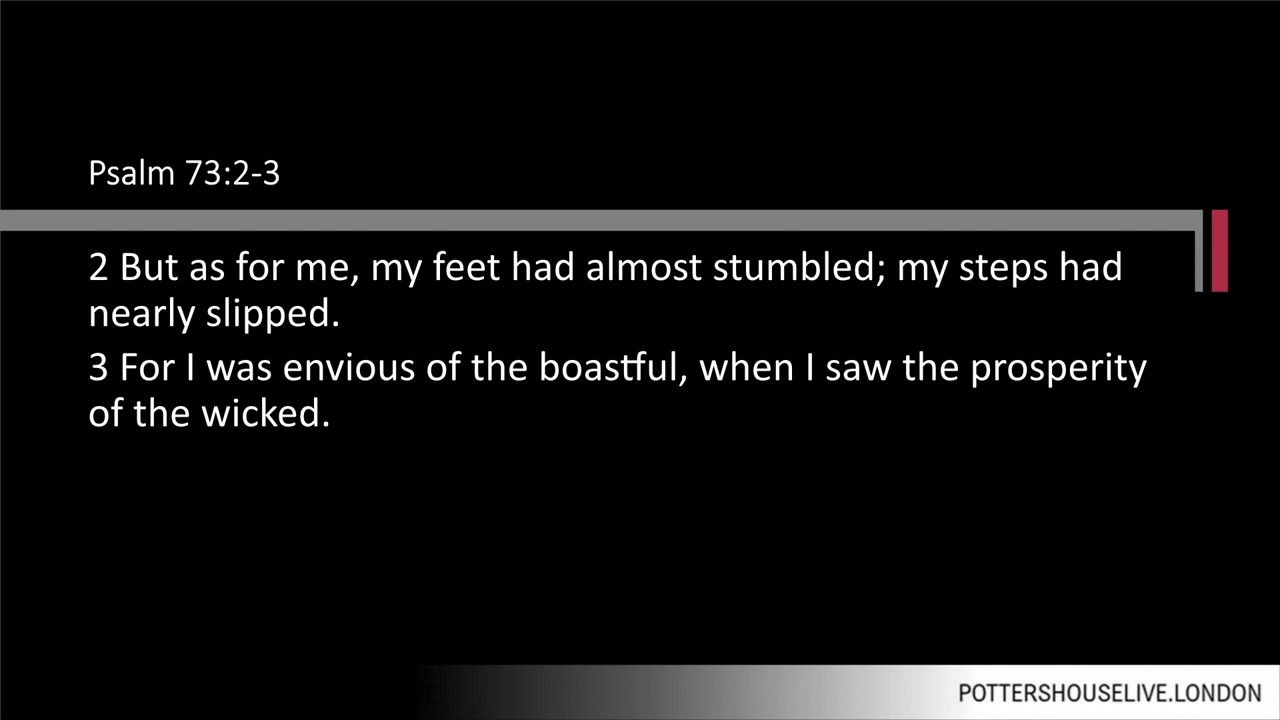 Psalm 73:2-3
2 But as for me, my feet had almost stumbled; my steps had
nearly slipped.
3 For I was envious of the boastful, when I saw the prosperity
of the wicked.
POTTERSHOUSELIVE.LONDON